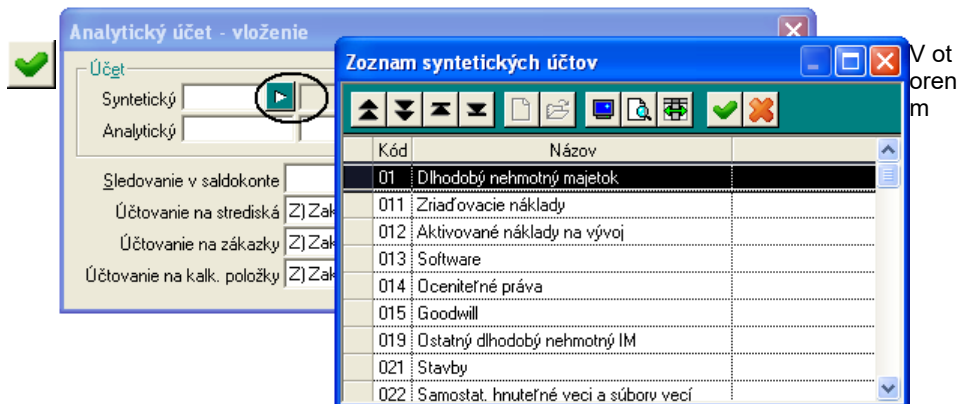 Analytický účet - vloženie
Účet
Syntetický
Analytický
Sledovanie v saldokonte
Účtovanie na strediská Z)Zak
Účtovanie na zákazky Z)Zak
Účtovanie na kalk. položky Z)Zak
Zoznam syntetických účtov
Kód Názov
01 Dlhodobý nehmotný majetok
011 Zriaďovacie náklady
012 Aktivované náklady na vývoj
013 Software
014 Oceniteľné práva
015 Goodwill
019 Ostatný dlhodobý nehmotný IM
021 Stavby
022 Samostat. hnuteľné veci a súbory vecí
V ot
oren
m